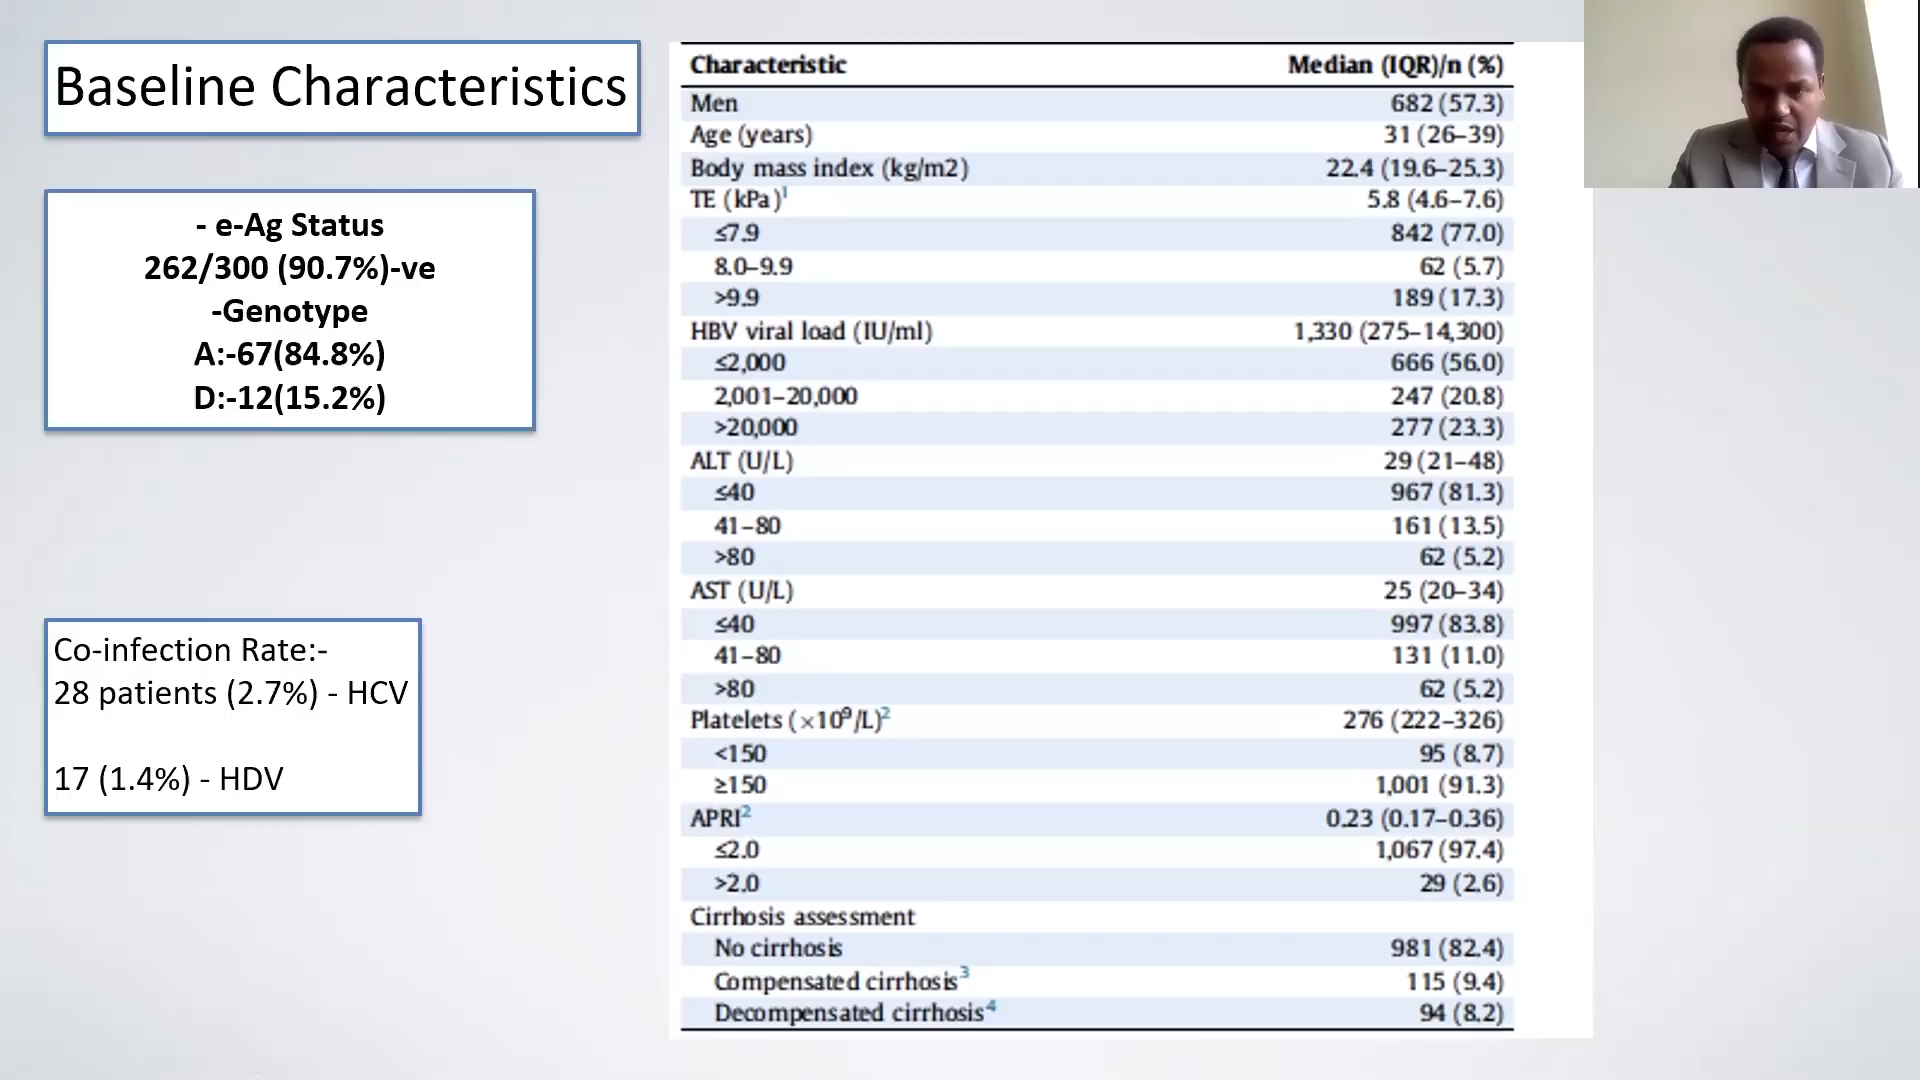 Baseline Characteristics
- e-Ag Status
262/300 (90.7%)-ve
-Genotype
A:-67(84.8%)
D:-12(15.2%)
Co-infection Rate:-
28 patients (2.7%) - HCV
17 (1.4%) - HDV
Characteristic Median (IQR)/n (%)
Men 682 (57.3)
Age (years) 31 (26–39)
Body mass index (kg/m2) 22.4 (19.6–25.3)
TE (kPa)¹ 5.8 (4.6–7.6)
≤7.9 842 (77.0)
8.0–9.9 62 (5.7)
>9.9 189 (17.3)
HBV viral load (IU/ml) 1,330 (275–14,300)
≤2,000 666 (56.0)
2,001–20,000 247 (20.8)
>20,000 277 (23.3)
ALT (U/L) 29 (21–48)
≤40 967 (81.3)
41–80 161 (13.5)
>80 62 (5.2)
AST (U/L) 25 (20–34)
≤40 997 (83.8)
41–80 131 (11.0)
>80 62 (5.2)
Platelets (×10⁹/L)² 276 (222–326)
<150 95 (8.7)
≥150 1,001 (91.3)
APRI² 0.23 (0.17–0.36)
≤2.0 1,067 (97.4)
>2.0 29 (2.6)
Cirrhosis assessment
No cirrhosis 981 (82.4)
Compensated cirrhosis³ 115 (9.4)
Decompensated cirrhosis⁴ 94 (8.2)